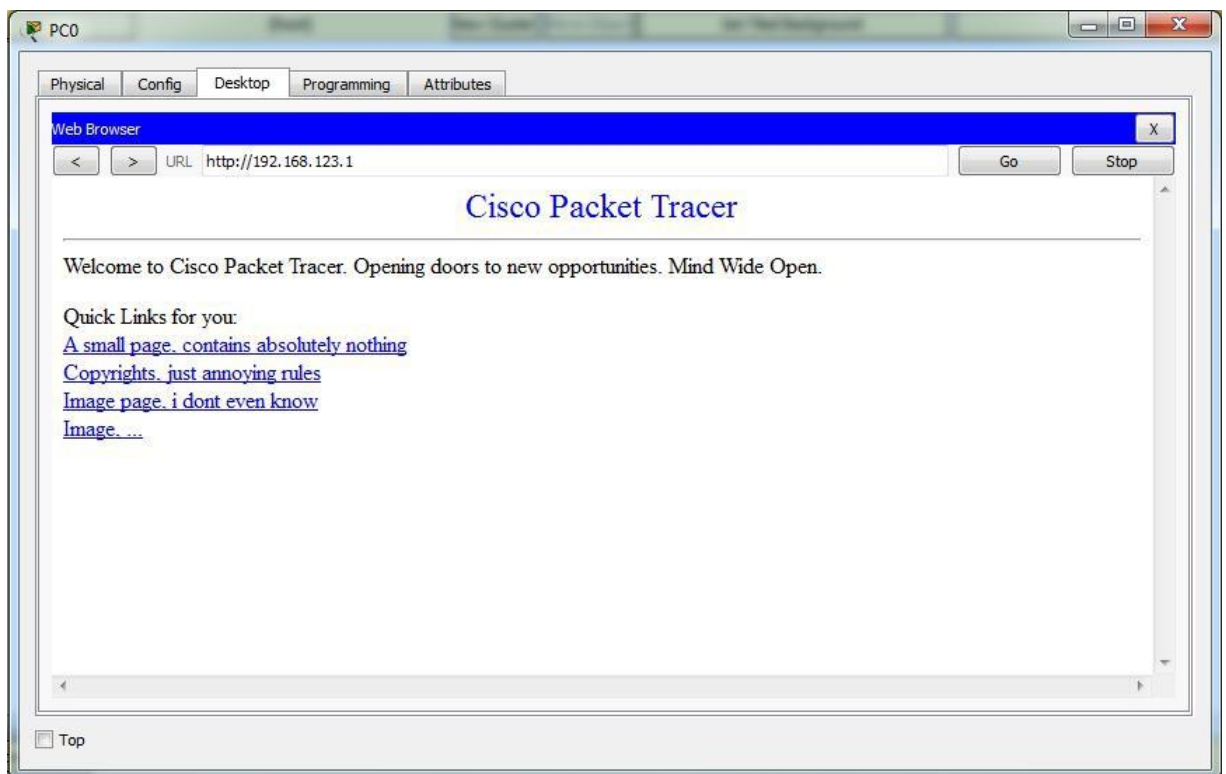 PC0
Physical Config Desktop Programming Attributes
Web Browser X
< > URL http://192.168.123.1 Go Stop
Cisco Packet Tracer
Welcome to Cisco Packet Tracer. Opening doors to new opportunities. Mind Wide Open.
Quick Links for you:
A small page. contains absolutely nothing
Copyrights. just annoying rules
Image page. i dont even know
Image. ...
Top